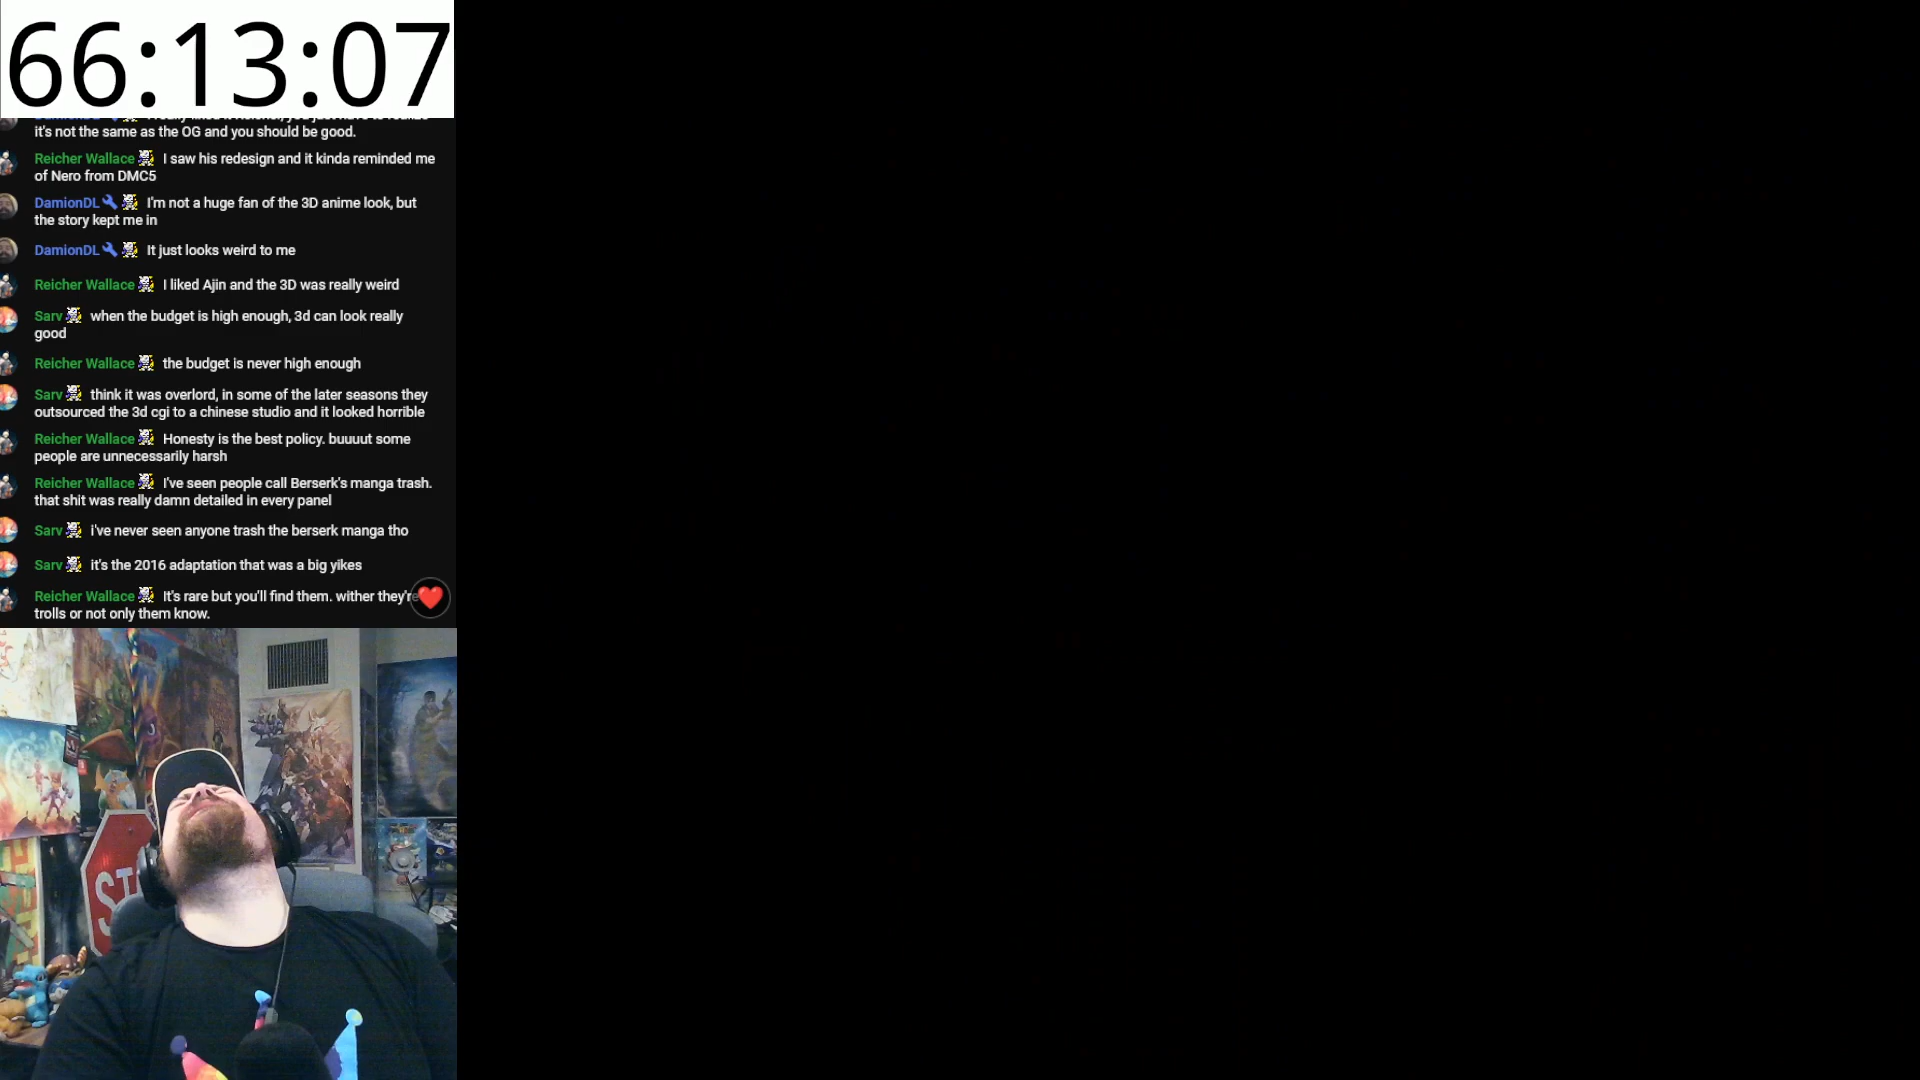 66:13:07
it's not the same as the OG and you should be good.
Reicher Wallace I saw his redesign and it kinda reminded me
of Nero from DMC5
DamionDL I'm not a huge fan of the 3D anime look, but
the story kept me in
DamionDL It just looks weird to me
Reicher Wallace I liked Ajin and the 3D was really weird
Sarv when the budget is high enough, 3d can look really
good
Reicher Wallace the budget is never high enough
Sarv think it was overlord, in some of the later seasons they
outsourced the 3d cgi to a chinese studio and it looked horrible
Reicher Wallace Honesty is the best policy. buuuut some
people are unnecessarily harsh
Reicher Wallace I've seen people call Berserk's manga trash.
that shit was really damn detailed in every panel
Sarv i've never seen anyone trash the berserk manga tho
Sarv it's the 2016 adaptation that was a big yikes
Reicher Wallace It's rare but you'll find them. wither they're
trolls or not only them know.
ST